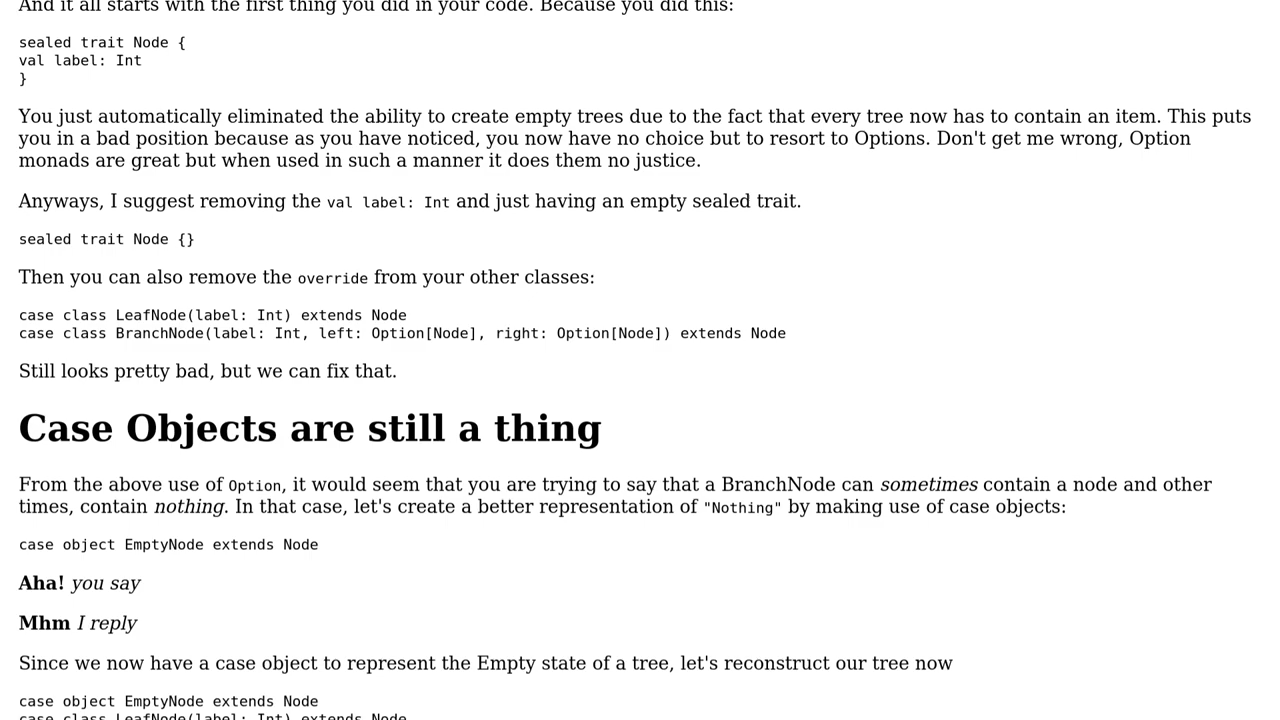 And it all starts with the first thing you did in your code. Because you did this:
sealed trait Node {
val label: Int
}
You just automatically eliminated the ability to create empty trees due to the fact that every tree now has to contain an item. This puts
you in a bad position because as you have noticed, you now have no choice but to resort to Options. Don't get me wrong, Option
monads are great but when used in such a manner it does them no justice.
Anyways, I suggest removing the val label: Int and just having an empty sealed trait.
sealed trait Node {}
Then you can also remove the override from your other classes:
case class LeafNode(label: Int) extends Node
case class BranchNode(label: Int, left: Option[Node], right: Option[Node]) extends Node
Still looks pretty bad, but we can fix that.
Case Objects are still a thing
From the above use of Option, it would seem that you are trying to say that a BranchNode can sometimes contain a node and other
times, contain nothing. In that case, let's create a better representation of "Nothing" by making use of case objects:
case object EmptyNode extends Node
Aha! you say
Mhm I reply
Since we now have a case object to represent the Empty state of a tree, let's reconstruct our tree now
case object EmptyNode extends Node
case class LeafNode(label: Int) extends Node